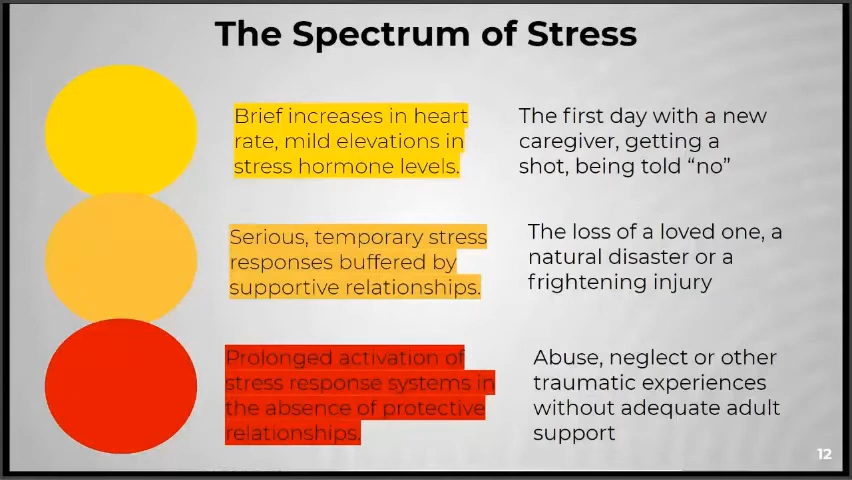 The Spectrum of Stress
Brief increases in heart
rate, mild elevations in
stress hormone levels.
The first day with a new
caregiver, getting a
shot, being told “no”
Serious, temporary stress
responses buffered by
supportive relationships.
The loss of a loved one, a
natural disaster or a
frightening injury
Prolonged activation of
stress response systems in
the absence of protective
relationships.
Abuse, neglect or other
traumatic experiences
without adequate adult
support
12